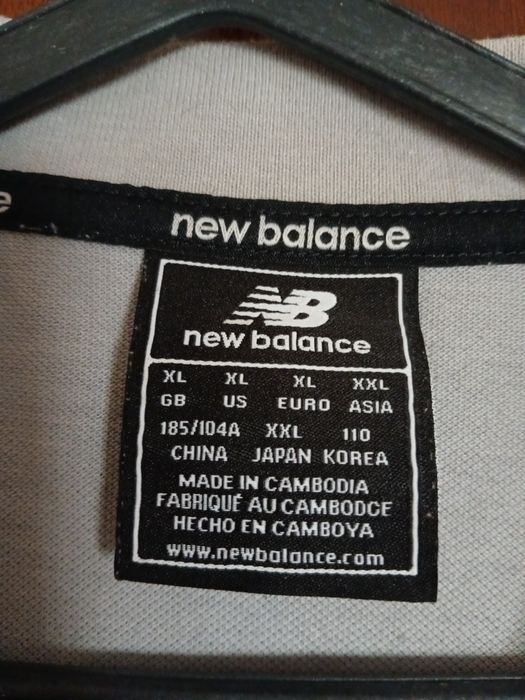 e
new balance
NB
new balance
XL XL XL XXL
GB US EURO ASIA
185/104A XXL 110
CHINA JAPAN KOREA
MADE IN CAMBODIA
FABRIQUÉ AU CAMBODGE
HECHO EN CAMBOYA
www.newbalance.com